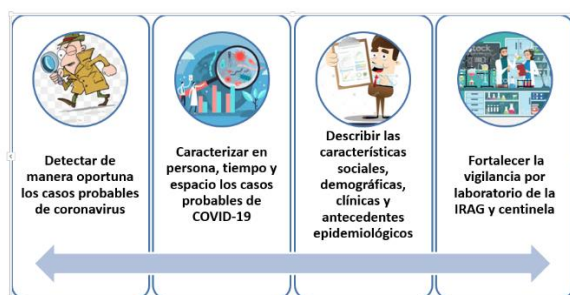 Detectar de
manera oportuna
los casos probables
de coronavirus
Caracterizar en
persona, tiempo y
espacio los casos
probables de
COVID-19
Describir las
características
sociales,
demográficas,
clínicas y
antecedentes
epidemiológicos
Fortalecer la
vigilancia por
laboratorio de la
IRAG y centinela